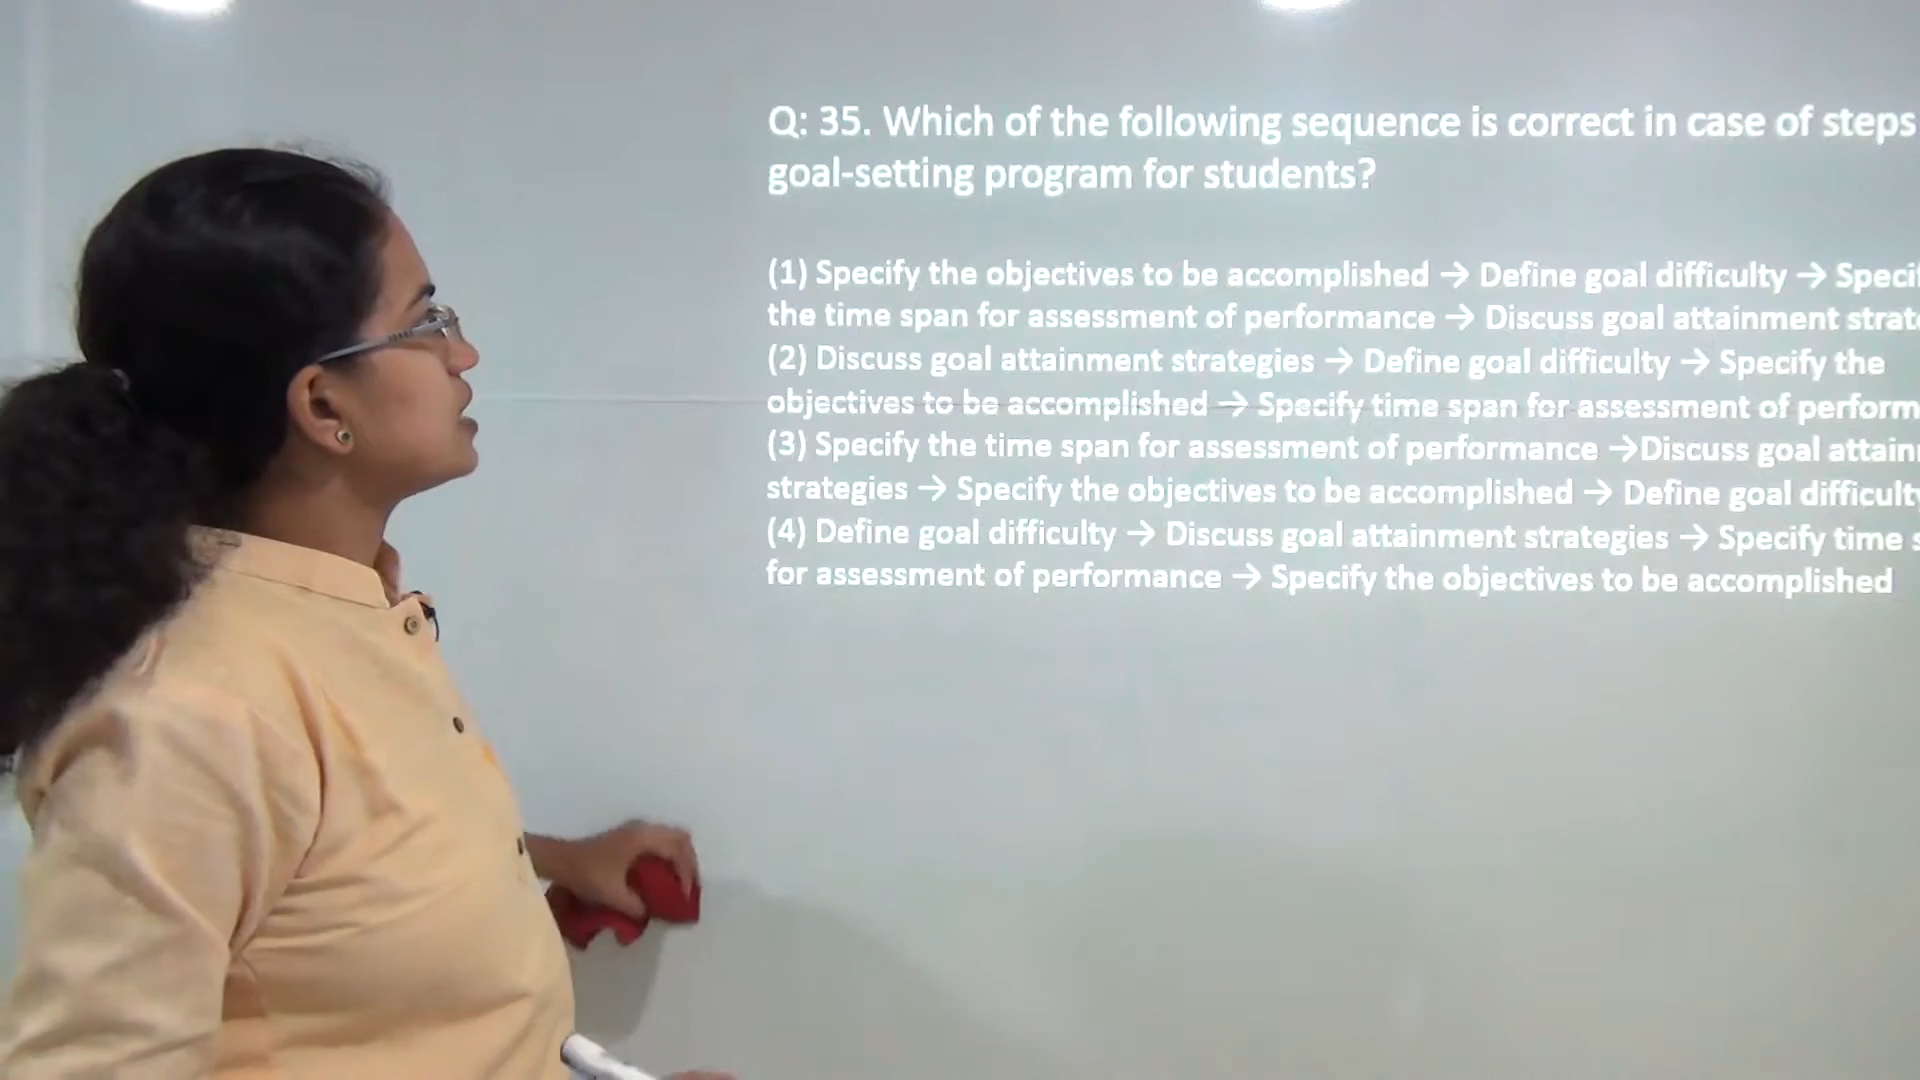 Q: 35. Which of the following sequence is correct in case of steps
goal-setting program for students?
(1) Specify the objectives to be accomplished → Define goal difficulty →
the time span for assessment of performance → Discuss goal attainment
(2) Discuss goal attainment strategies → Define goal difficulty → Specify the
objectives to be accomplished → Specify time span for assessment of
(3) Specify the time span for assessment of performance →Discuss goal
strategies → Specify the objectives to be accomplished → Define goal
(4) Define goal difficulty → Discuss goal attainment strategies → Specify time
for assessment of performance → Specify the objectives to be accomplished